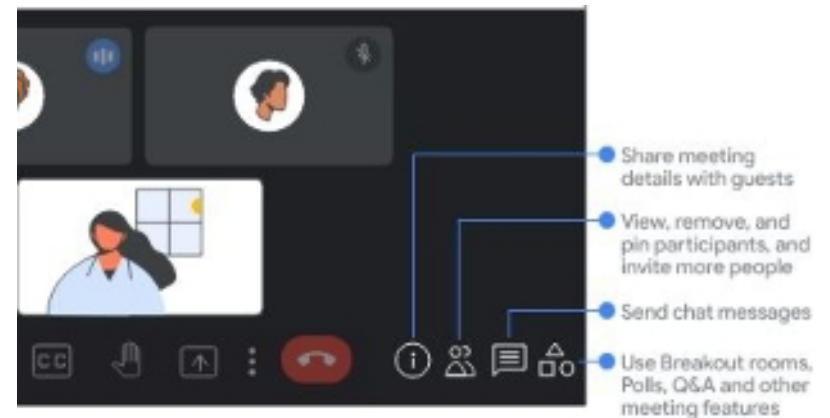 Share meeting
details with guests
View, remove, and
pin participants, and
invite more people
Send chat messages
Use Breakout rooms,
Polls, Q&A and other
meeting features
CC